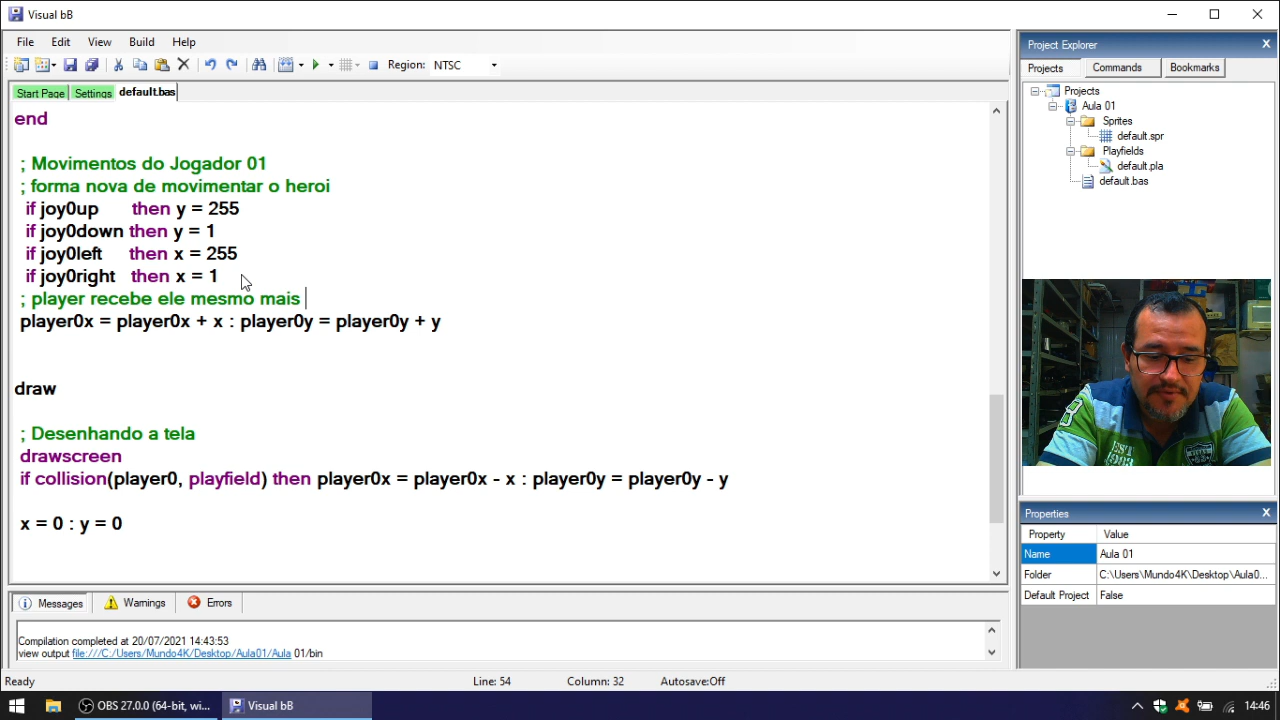 Visual bB
File Edit View Build Help
Region: NTSC
Start Page Settings default.bas
end
; Movimentos do Jogador 01
; forma nova de movimentar o heroi
if joy0up then y = 255
if joy0down then y = 1
if joy0left then x = 255
if joy0right then x = 1
; player recebe ele mesmo mais
player0x = player0x + x : player0y = player0y + y
draw
; Desenhando a tela
drawscreen
if collision(player0, playfield) then player0x = player0x - x : player0y = player0y - y
x = 0 : y = 0
Messages Warnings Errors
Compilation completed at 20/07/2021 14:43:53
view output file:///C:/Users/Mundo4K/Desktop/Aula01/Aula 01/bin
Ready Line: 54 Column: 32 Autosave:Off
Project Explorer
Projects Commands Bookmarks
Projects
Aula 01
Sprites
default.spr
Playfields
default.pla
default.bas
Properties
Property Value
Name Aula 01
Folder C:\Users\Mundo4K\Desktop\Aula0...
Default Project False
OBS 27.0.0 (64-bit, wi... Visual bB 14:46